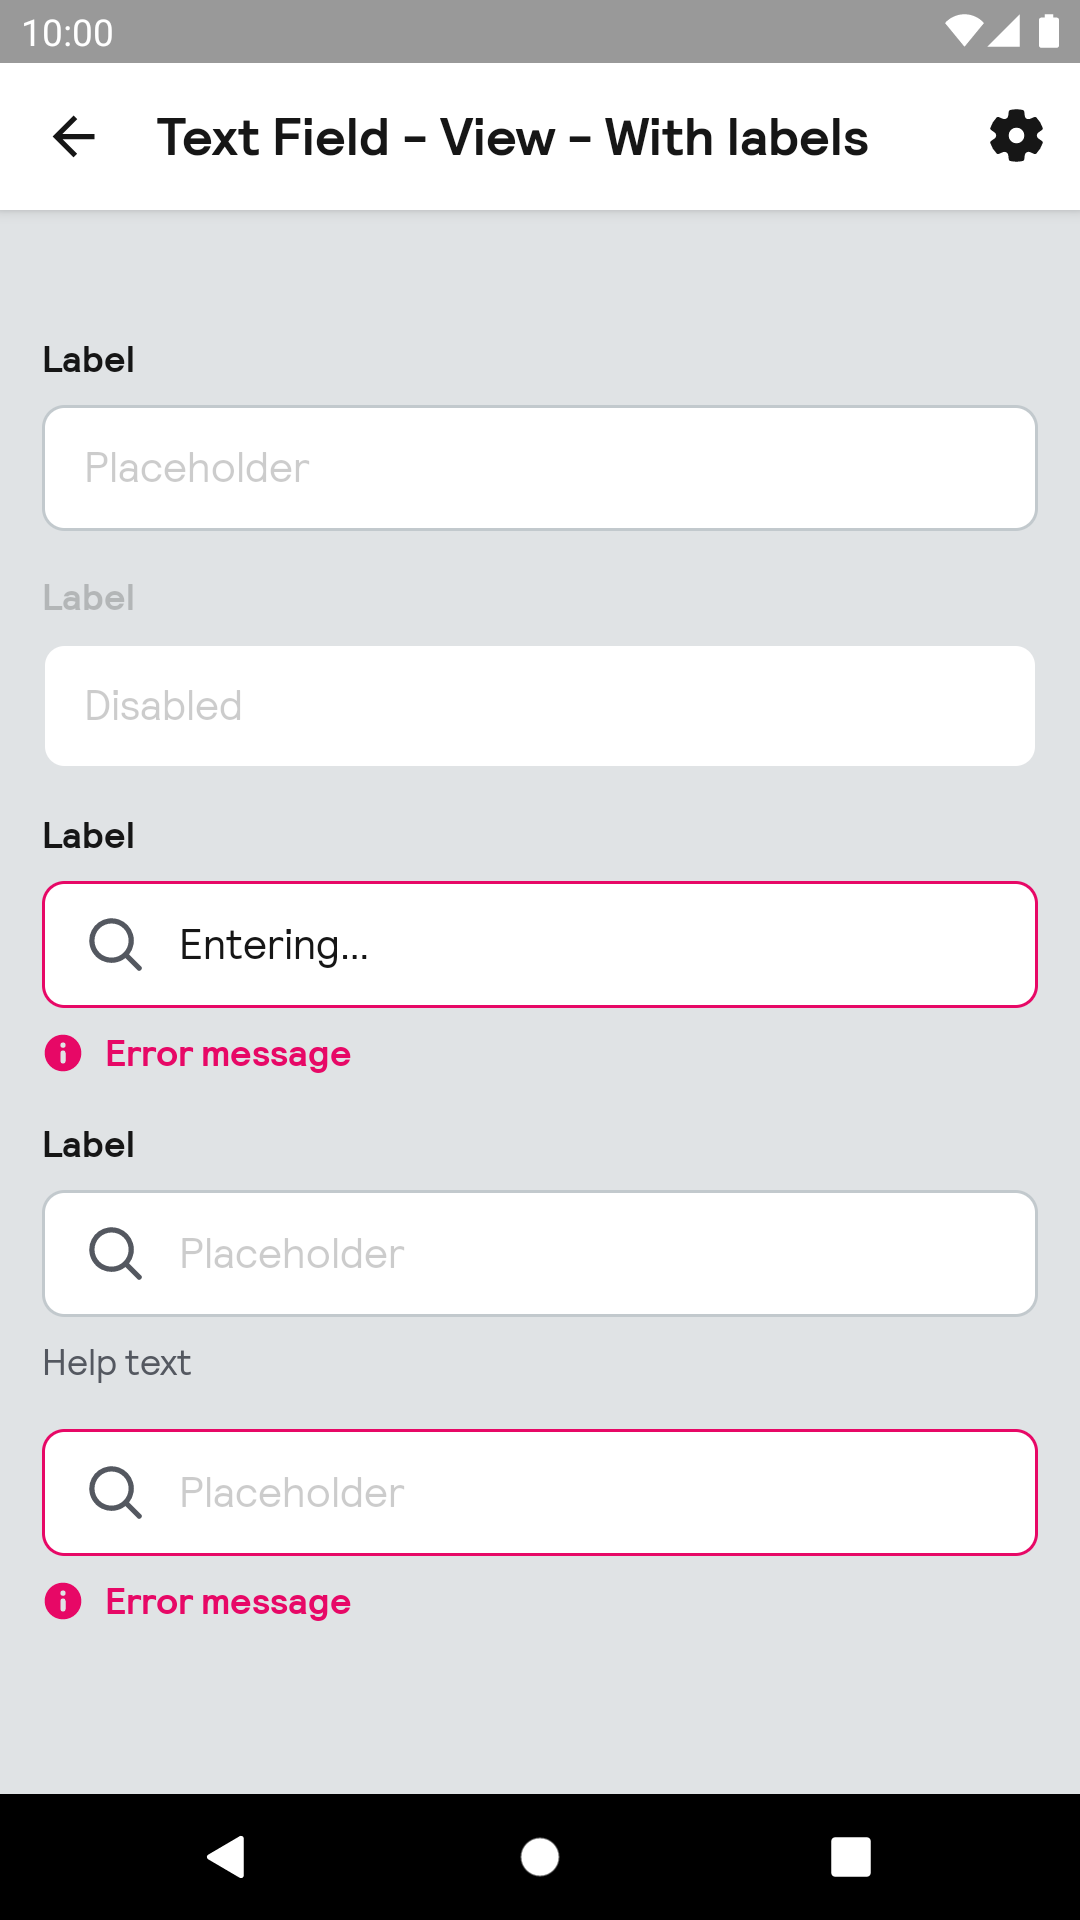 10:00
Text Field - View - With labels
Label
Placeholder
Label
Disabled
Label
Entering...
Error message
Label
Placeholder
Help text
Placeholder
Error message